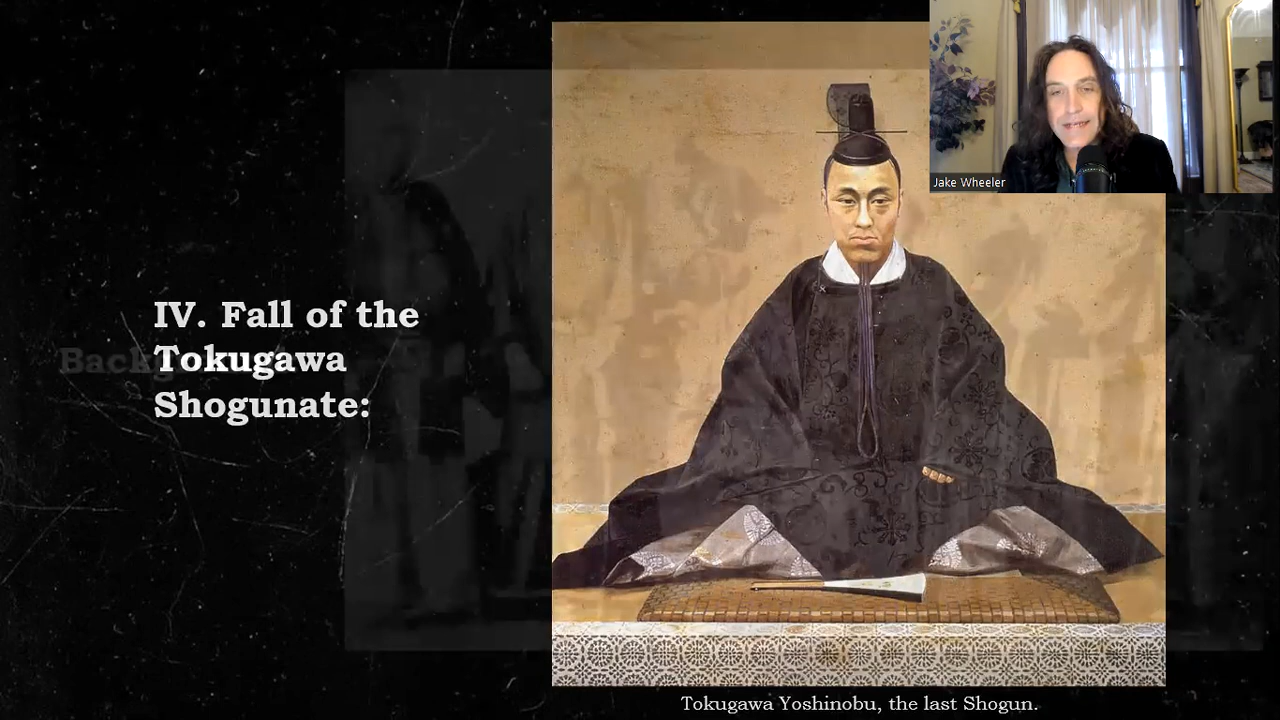 Jake Wheeler
IV. Fall of the
Tokugawa
Shogunate:
Tokugawa Yoshinobu, the last Shogun.